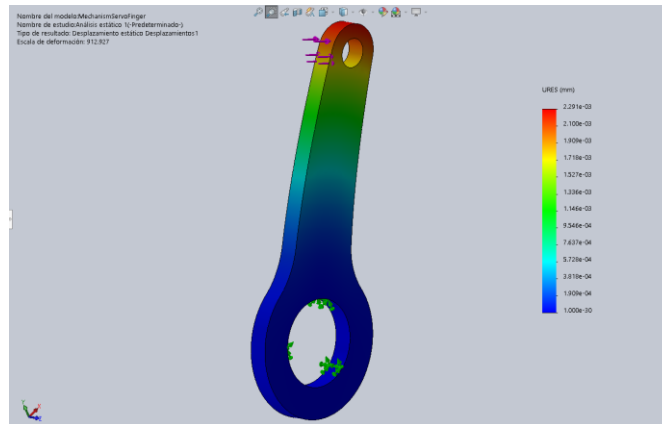 Nombre del modelo:MechanismServoFinger
Nombre de estudio:Análisis estático 1(-Predeterminado-)
Tipo de resultado: Desplazamiento estático Desplazamientos1
Escala de deformación: 912,927
URES (mm)
2.291e-03
2.100e-03
1.909e-03
1.718e-03
1.527e-03
1.336e-03
1.146e-03
9.546e-04
7.637e-04
5.728e-04
3.818e-04
1.909e-04
1.000e-30
Y
X
Z